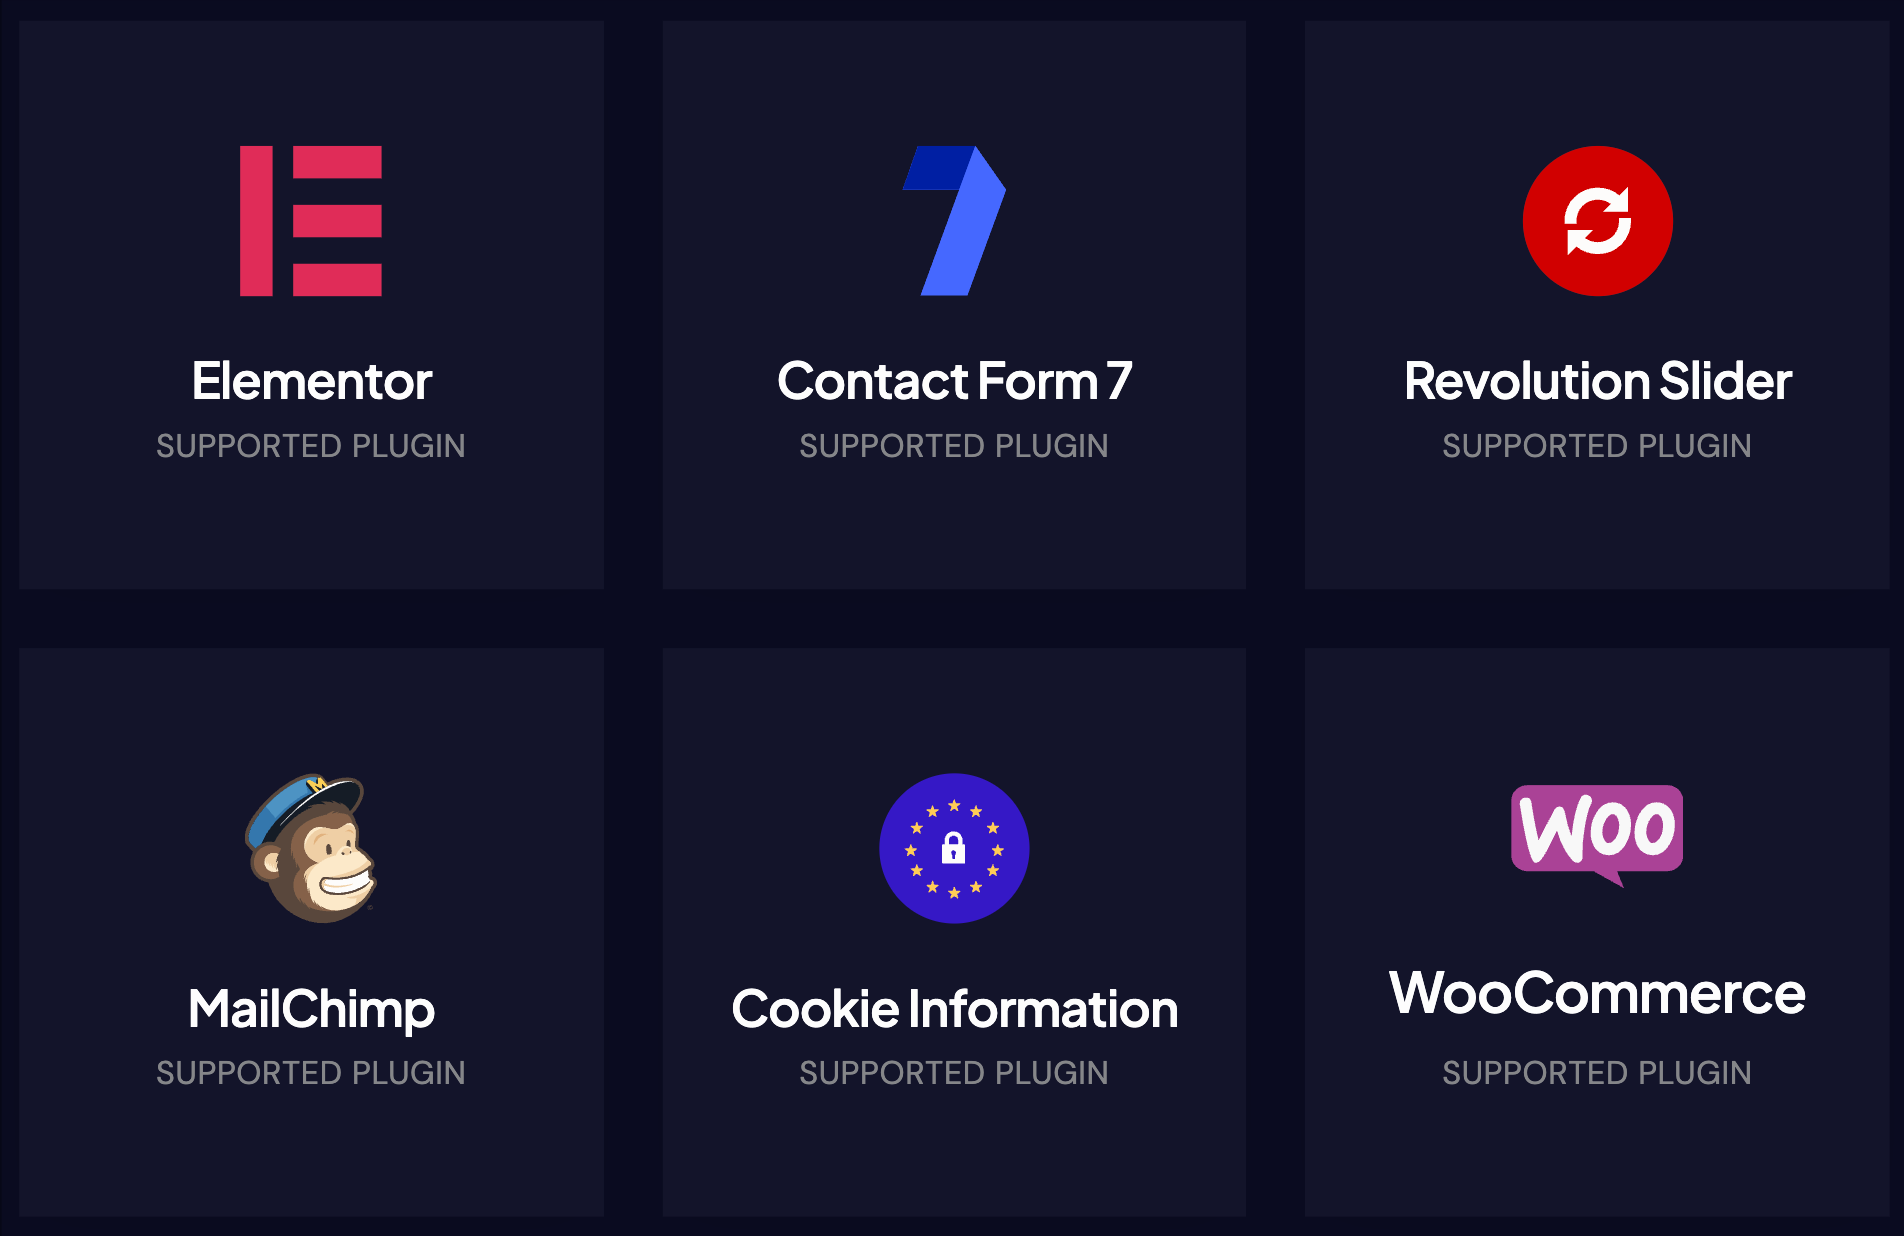 Elementor
SUPPORTED PLUGIN
Contact Form 7
SUPPORTED PLUGIN
Revolution Slider
SUPPORTED PLUGIN
M
MailChimp
SUPPORTED PLUGIN
Cookie Information
SUPPORTED PLUGIN
WOO
WooCommerce
SUPPORTED PLUGIN